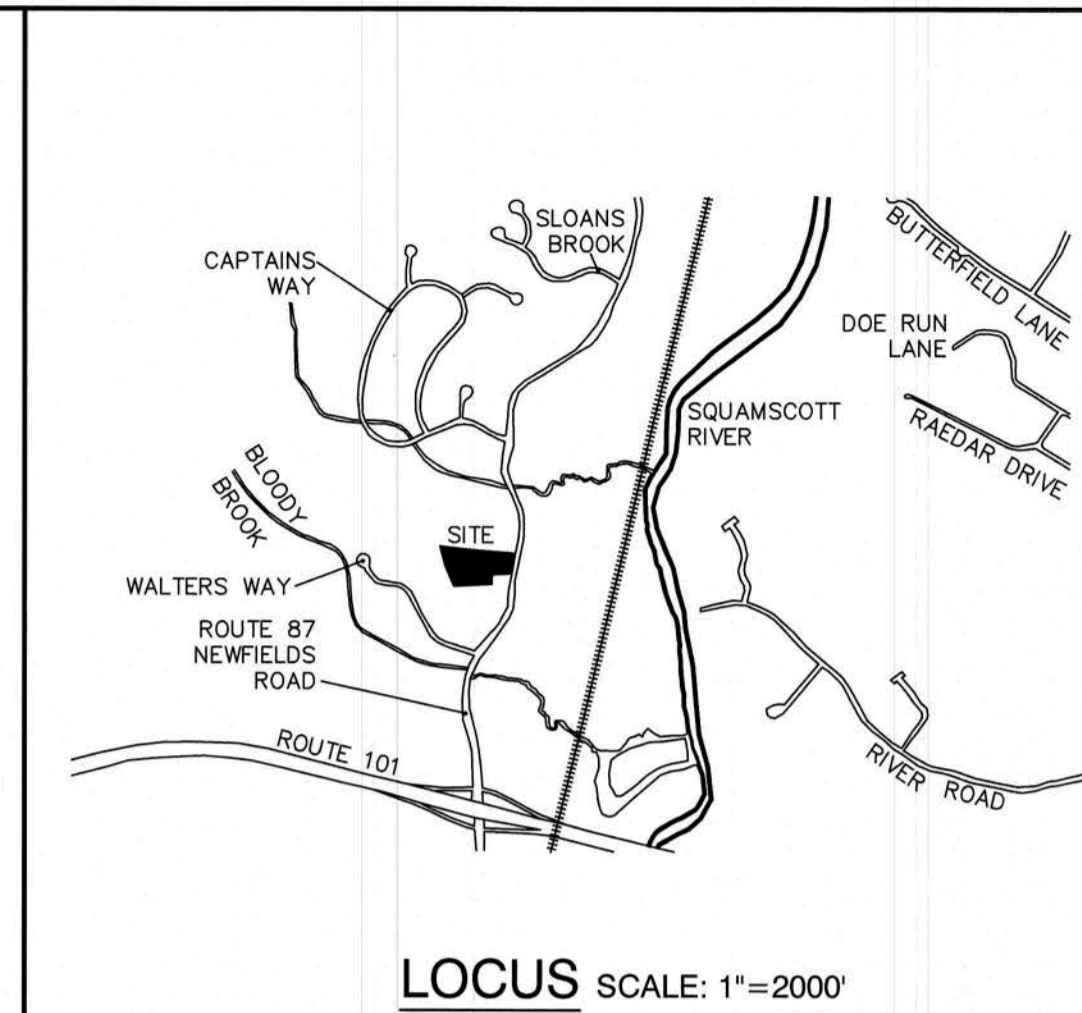 SLOANS
BROOK
CAPTAINS
WAY
BUTTERFIELD LANE
DOE RUN
LANE
SQUAMSCOTT
RIVER
RAEDAR DRIVE
BLOODY
BROOK
SITE
WALTERS WAY
ROUTE 87
NEWFIELDS
ROAD
ROUTE 101
RIVER ROAD
LOCUS SCALE: 1"=2000'